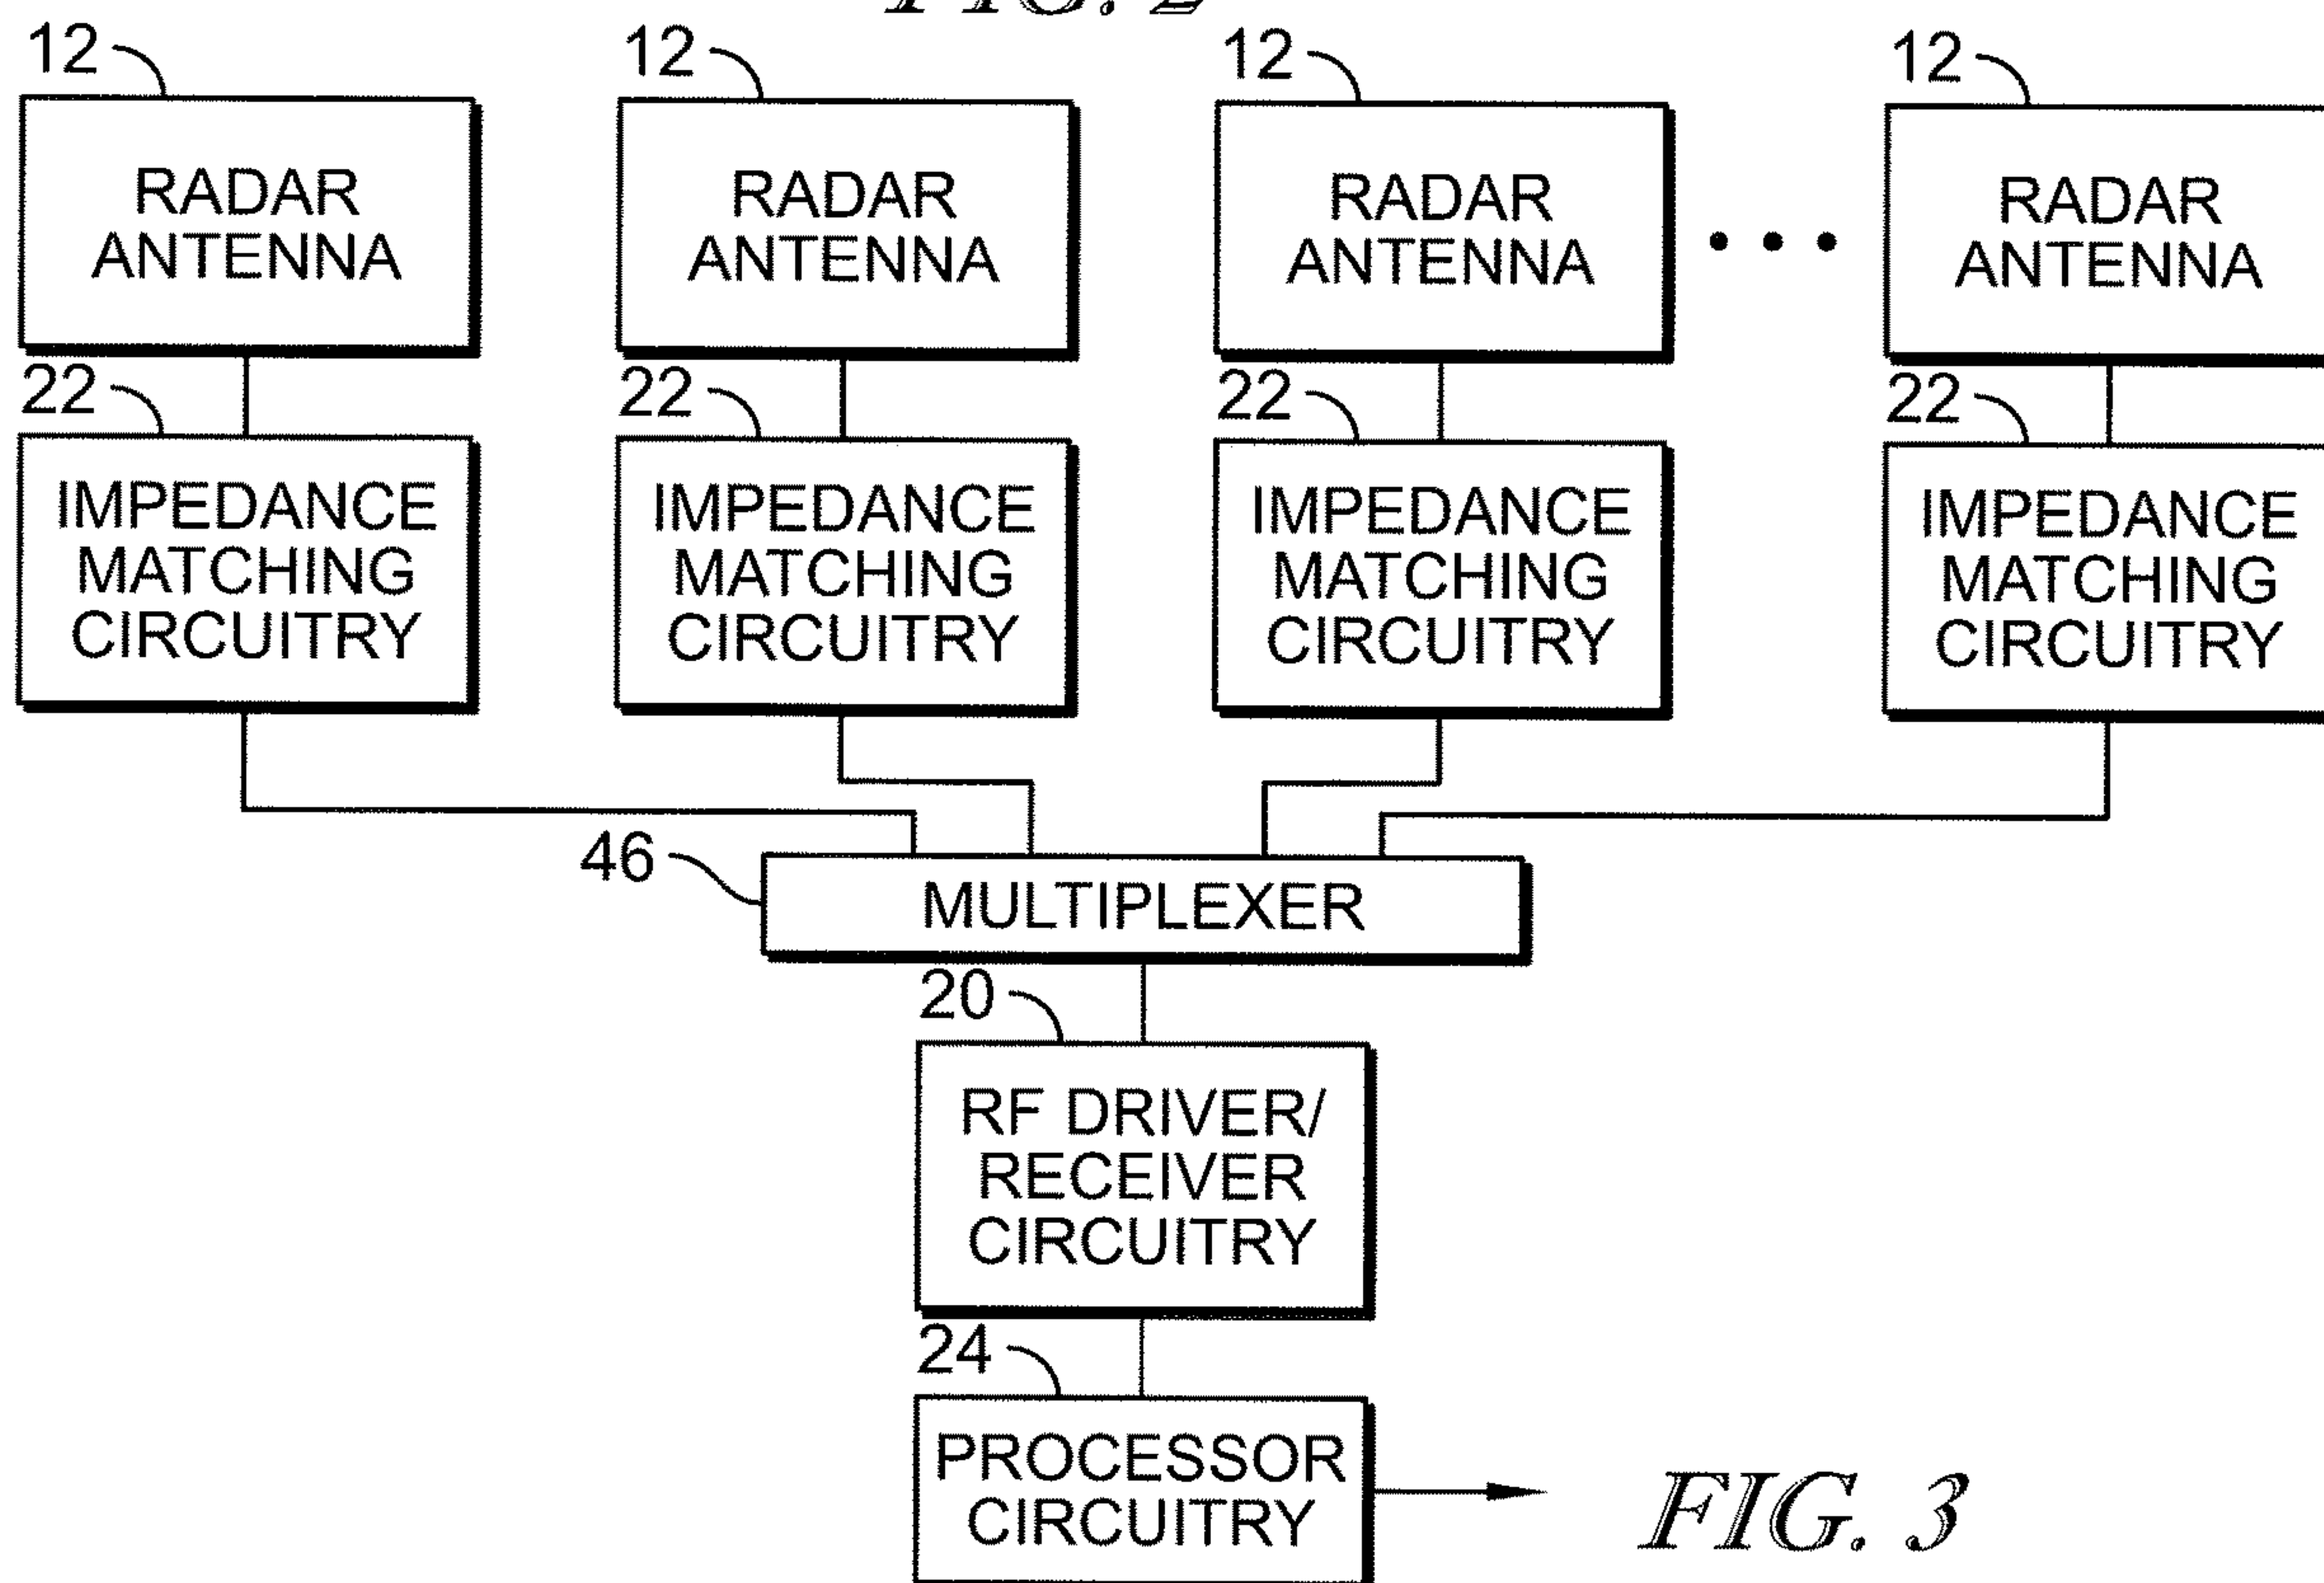 FIG. 2
12 12 12 12
RADAR RADAR RADAR RADAR
ANTENNA ANTENNA ANTENNA ANTENNA
22 22 22 22
IMPEDANCE IMPEDANCE IMPEDANCE IMPEDANCE
MATCHING MATCHING MATCHING MATCHING
CIRCUITRY CIRCUITRY CIRCUITRY CIRCUITRY
46
MULTIPLEXER
20
RF DRIVER/
RECEIVER
CIRCUITRY
24
PROCESSOR
CIRCUITRY
FIG. 3